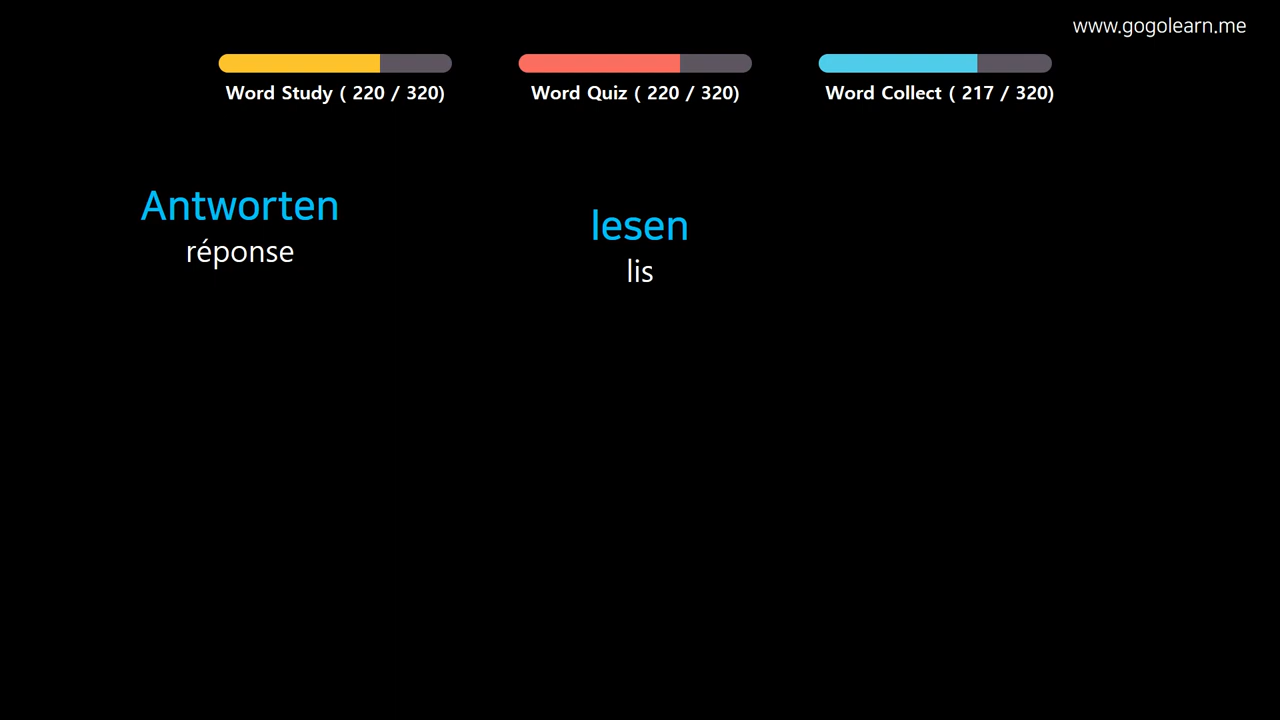 www.gogolearn.me
Word Study ( 220 / 320)
Word Quiz ( 220 / 320)
Word Collect ( 217 / 320)
Antworten
réponse
lesen
lis